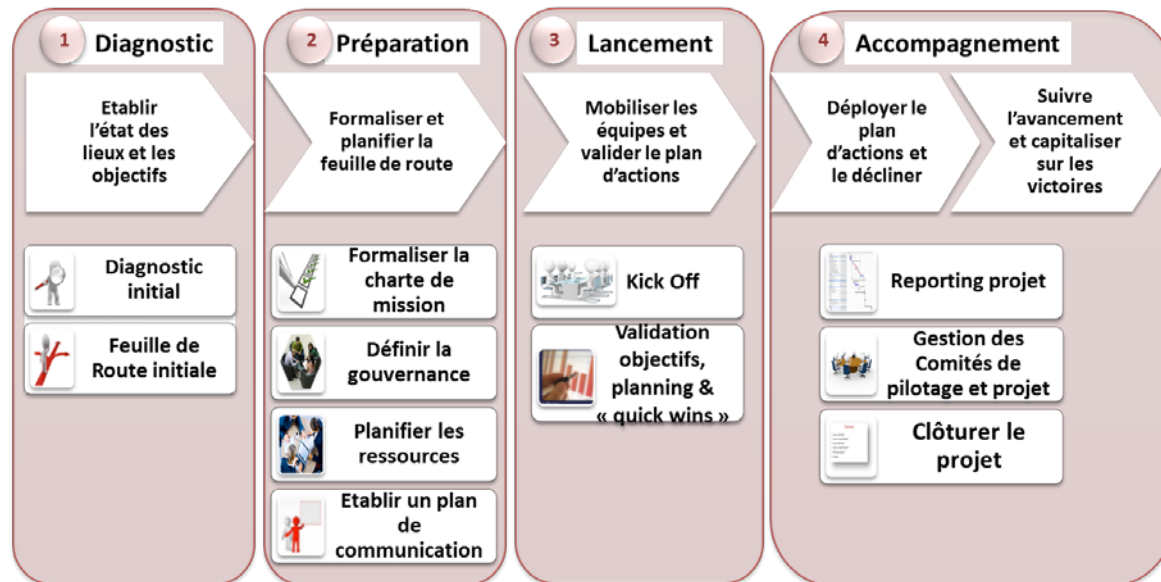 1 Diagnostic
Etablir
l'état des
lieux et les
objectifs
Diagnostic
initial
Feuille de
Route initiale
2 Préparation
Formaliser et
planifier la
feuille de route
Formaliser la
charte de
mission
Définir la
gouvernance
Planifier les
ressources
Etablir un plan
de
communication
3 Lancement
Mobiliser les
équipes et
valider le plan
d'actions
Kick Off
Validation
objectifs,
planning &
« quick wins »
4 Accompagnement
Déployer le
plan
d'actions et
le décliner
Suivre
l'avancement
et capitaliser
sur les
victoires
Reporting projet
Gestion des
Comités de
pilotage et projet
Clôturer le
projet